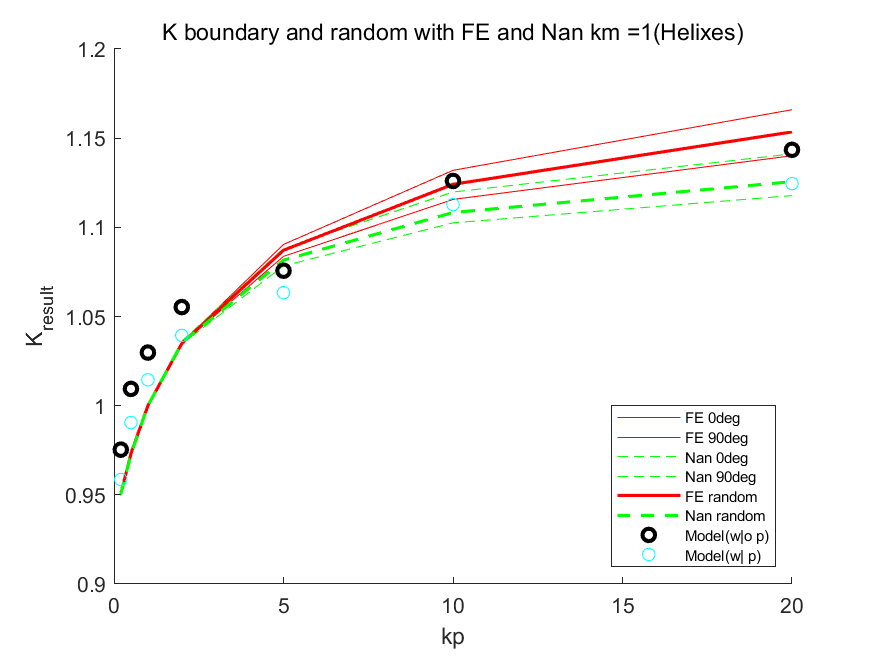 K boundary and random with FE and Nan km =1(Helixes)
1.2
1.15
1.1
1.05
1
0.95
0.9
K_result
0 5 10 15 20
kp
FE 0deg
FE 90deg
Nan 0deg
Nan 90deg
FE random
Nan random
Model(w|o p)
Model(w| p)